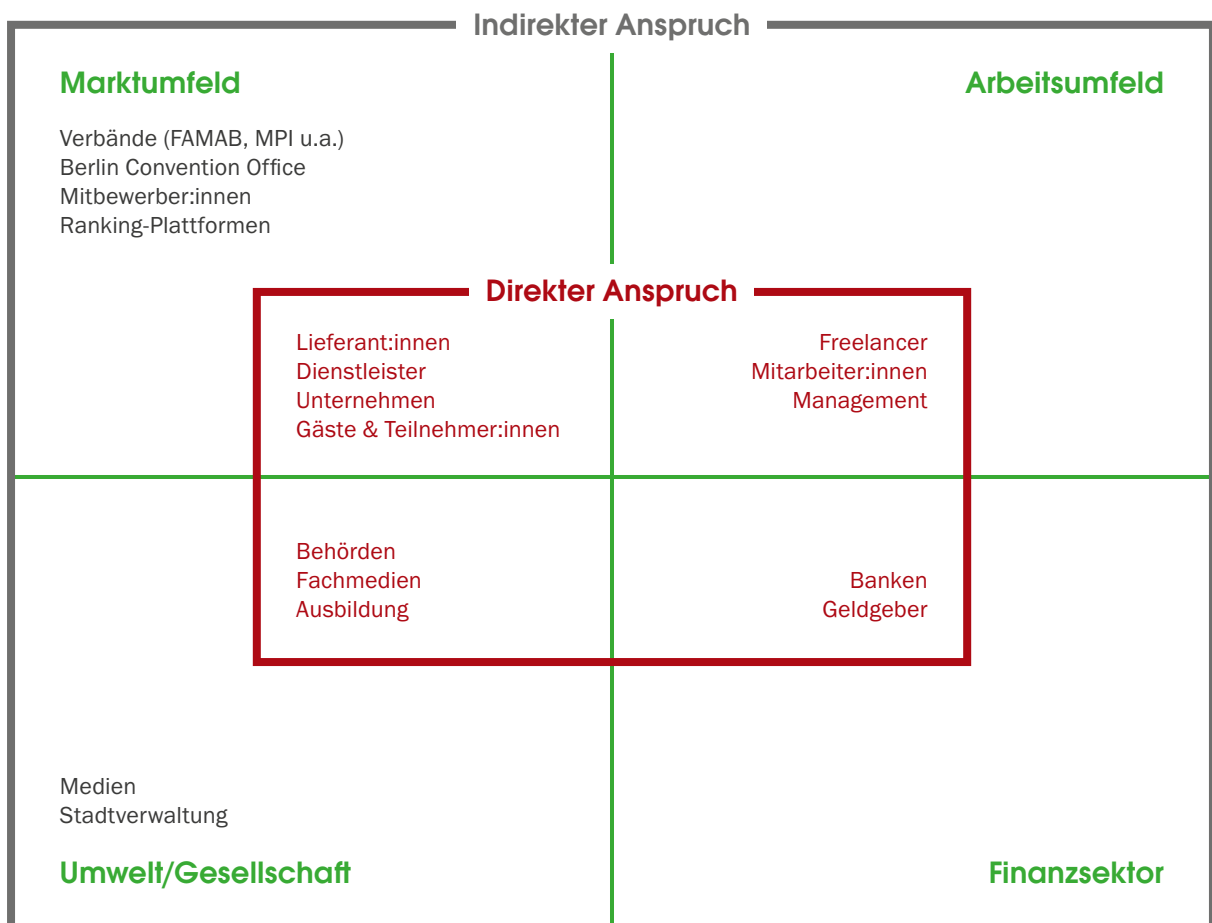 Indirekter Anspruch
Marktumfeld
Arbeitsumfeld
Verbände (FAMAB, MPI u.a.)
Berlin Convention Office
Mitbewerber:innen
Ranking-Plattformen
Direkter Anspruch
Lieferant:innen
Dienstleister
Unternehmen
Gäste & Teilnehmer:innen
Freelancer
Mitarbeiter:innen
Management
Behörden
Fachmedien
Ausbildung
Banken
Geldgeber
Medien
Stadtverwaltung
Umwelt/Gesellschaft
Finanzsektor